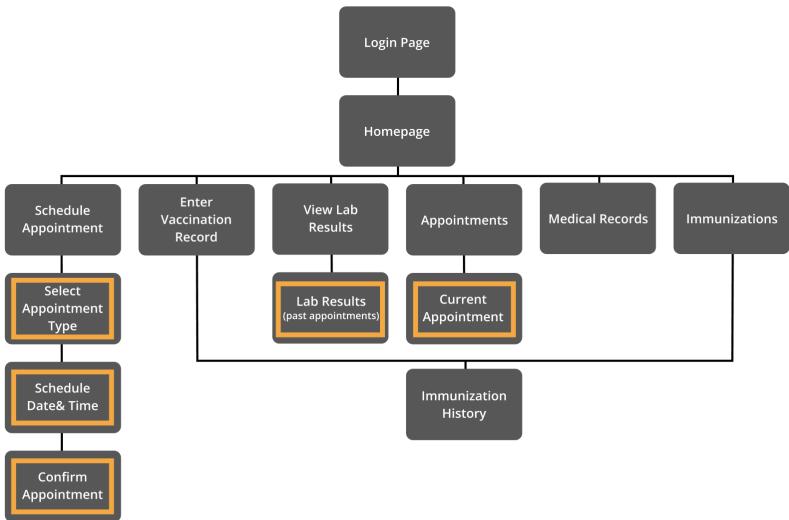 Login Page
Homepage
Schedule
Appointment
Enter
Vaccination
Record
View Lab
Results
Appointments
Medical Records
Immunizations
Select
Appointment
Type
Lab Results
(past appointments)
Current
Appointment
Schedule
Date& Time
Immunization
History
Confirm
Appointment